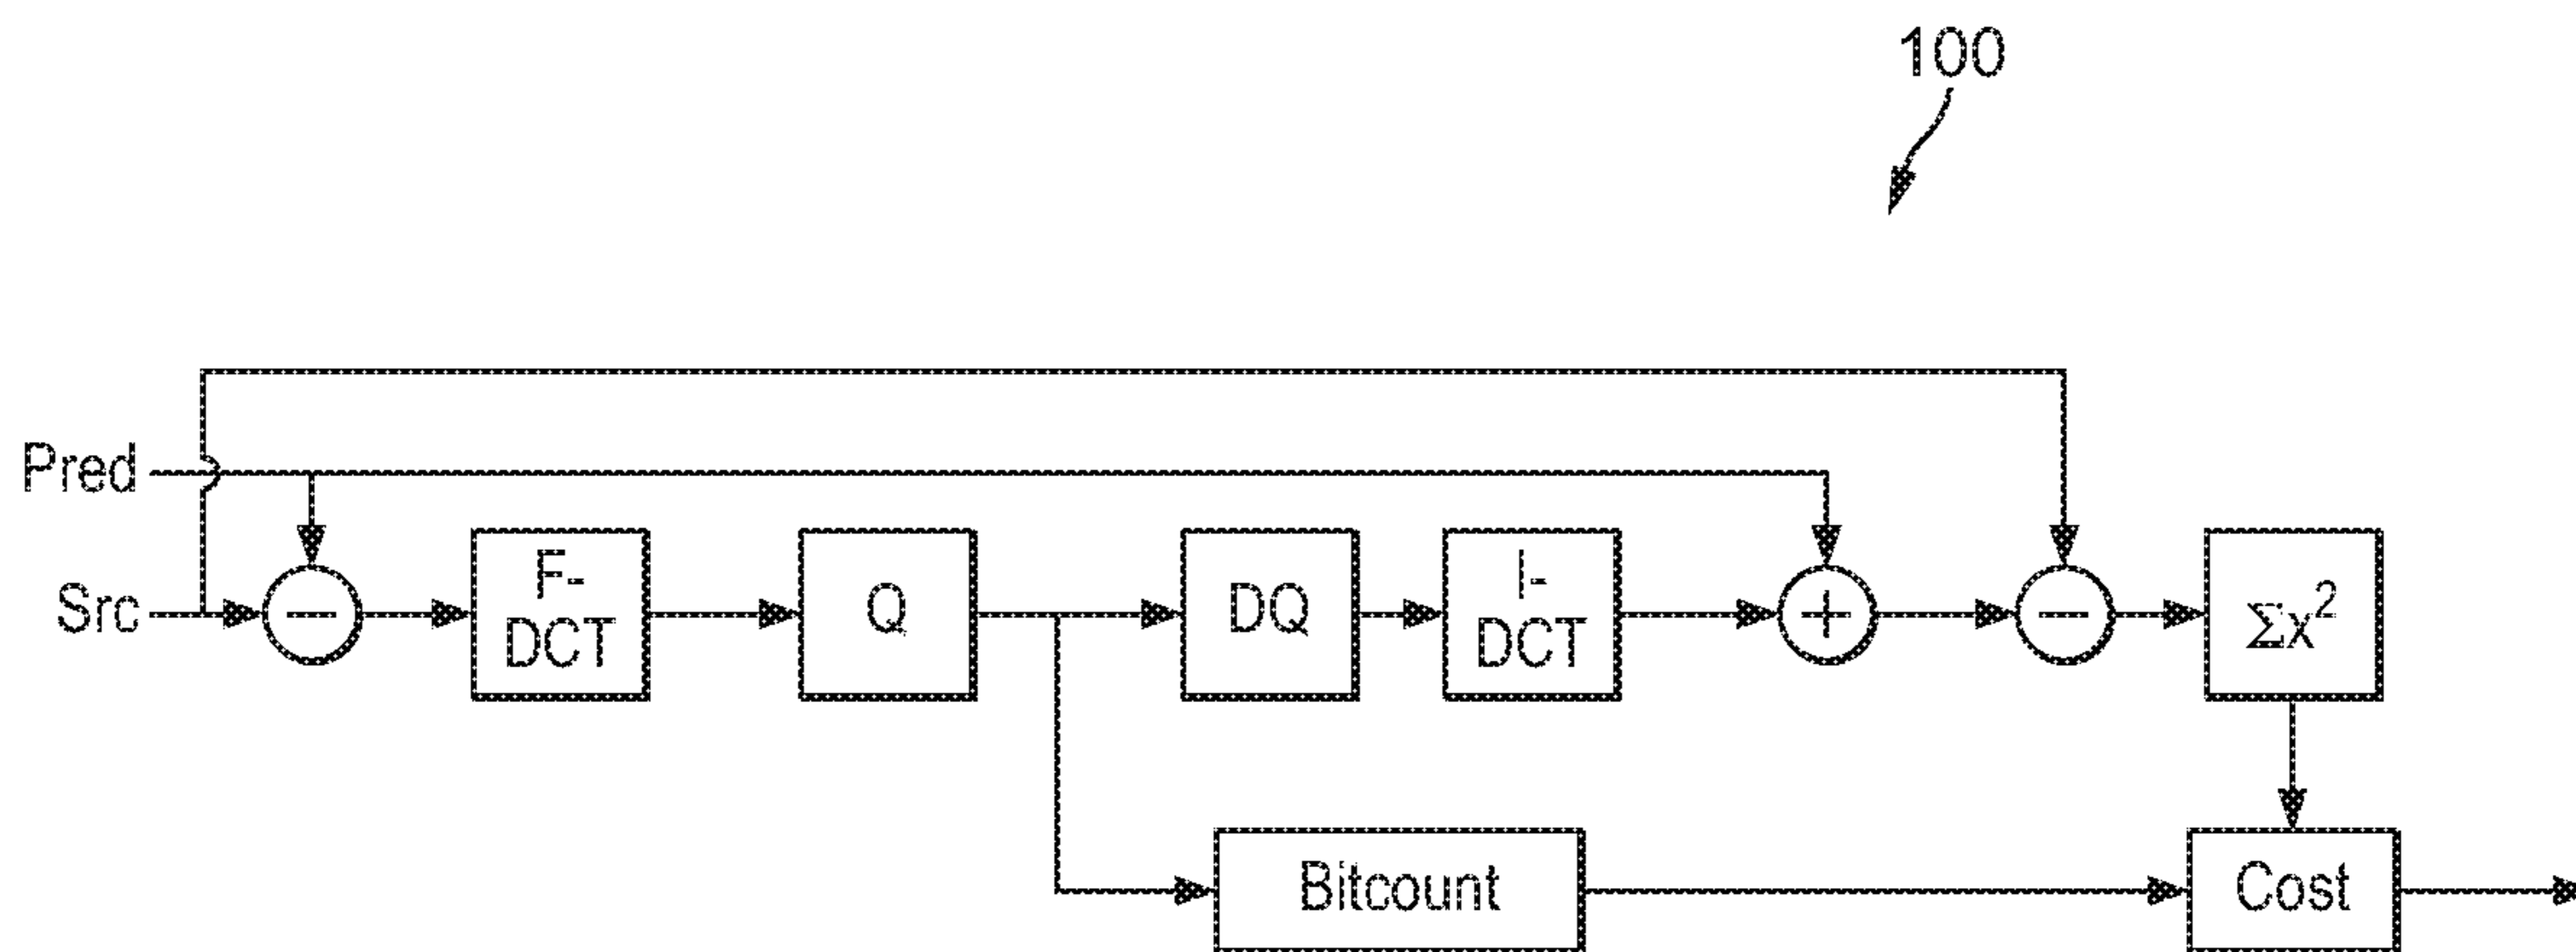 100
Pred
Src
−
F-
DCT
Q
DQ
I-
DCT
+
−
Σx²
Bitcount
Cost